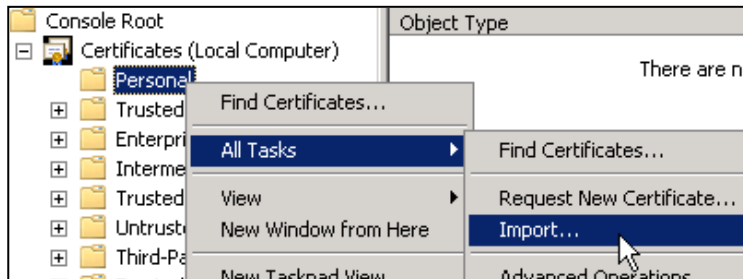 Console Root
Object Type
Certificates (Local Computer)
There are n
Personal
Trusted
Enterpri
Interme
Trusted
Untrust
Third-Pa
Find Certificates...
All Tasks
View
New Window from Here
New Taskpad View
Find Certificates...
Request New Certificate...
Import...
Advanced Operations